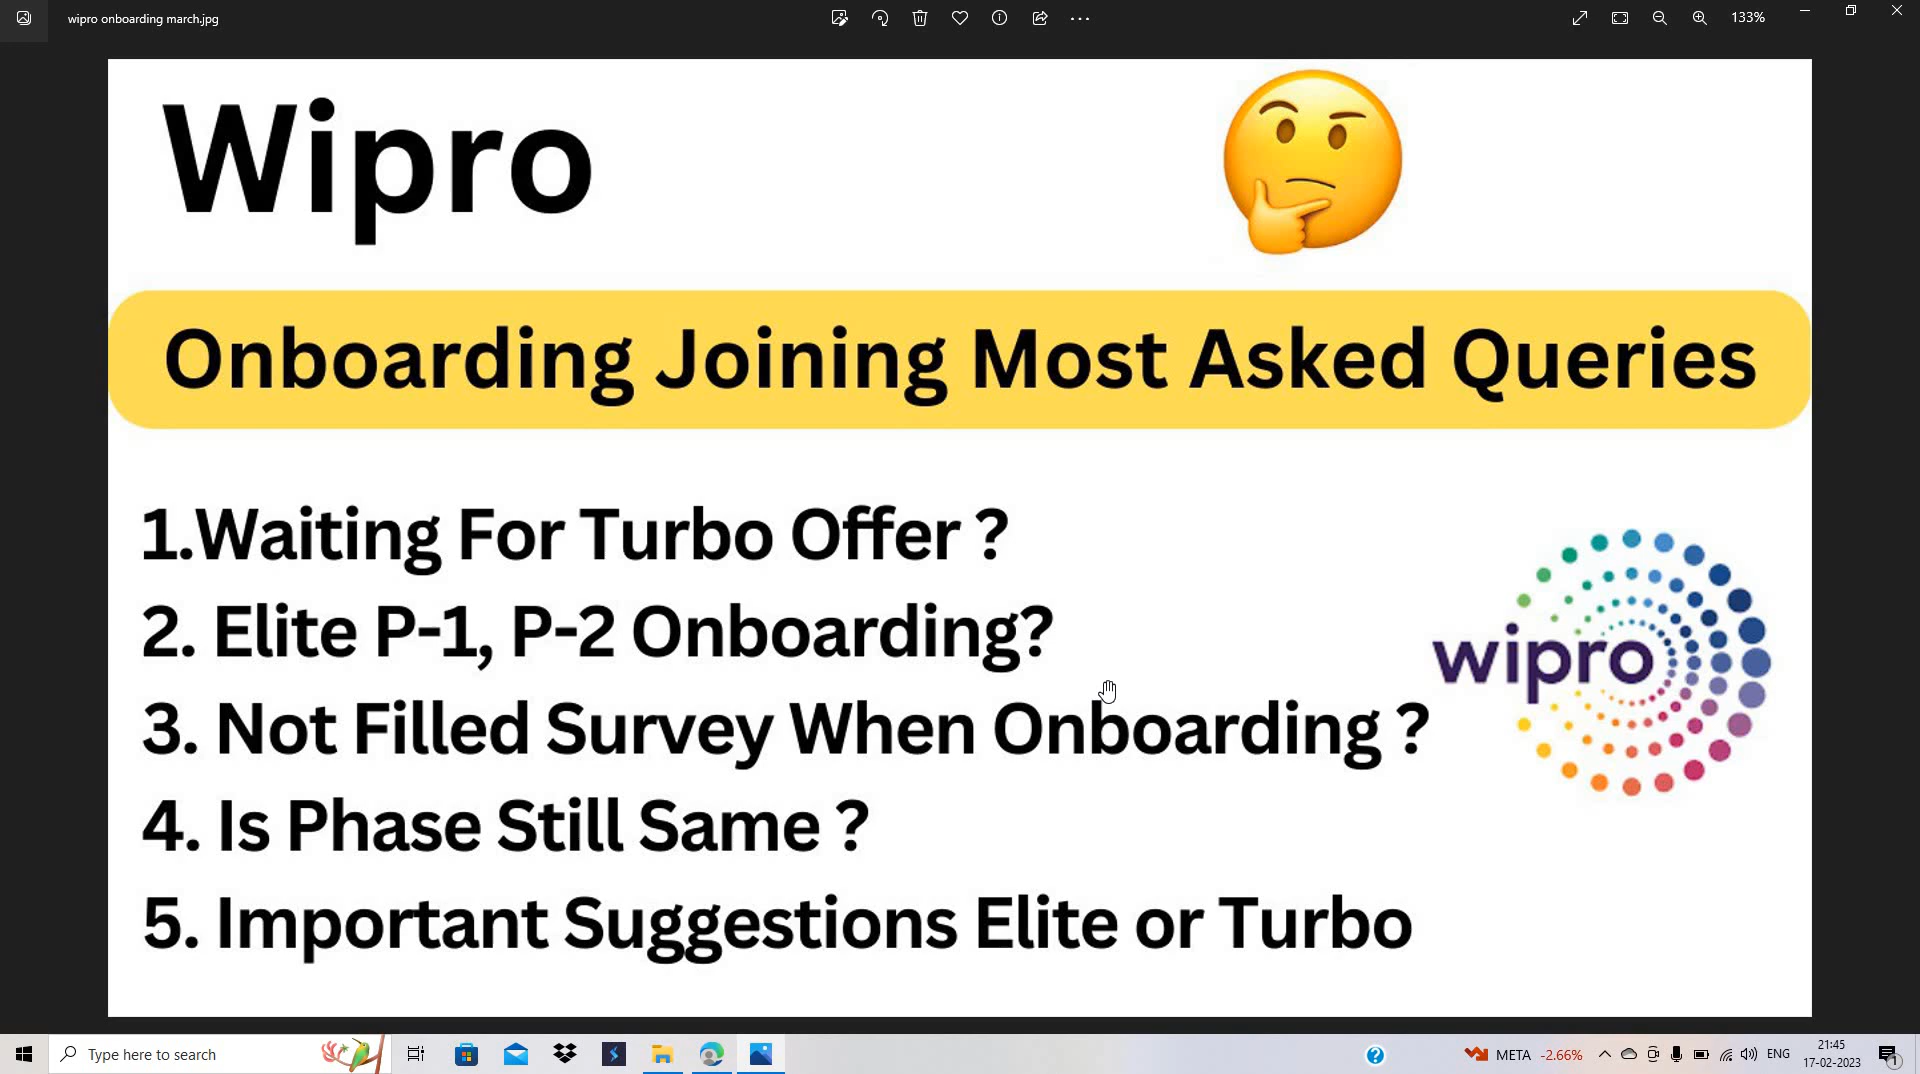 wipro onboarding march.jpg
133%
Wipro
Onboarding Joining Most Asked Queries
1.Waiting For Turbo Offer ?
2. Elite P-1, P-2 Onboarding?
3. Not Filled Survey When Onboarding ?
4. Is Phase Still Same ?
5. Important Suggestions Elite or Turbo
wipro
Type here to search
META -2.66%
ENG
21:45
17-02-2023
1